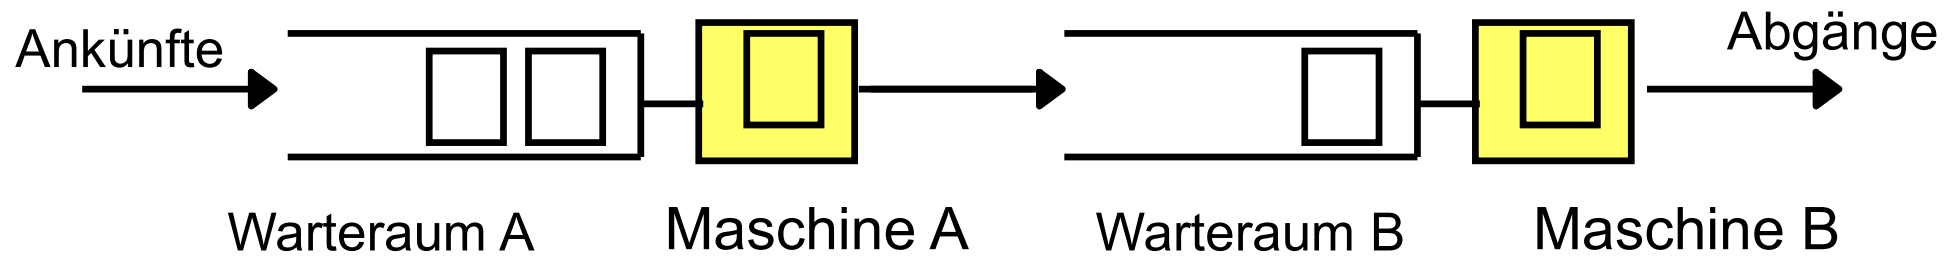 Ankünfte
Abgänge
Warteraum A
Maschine A
Warteraum B
Maschine B